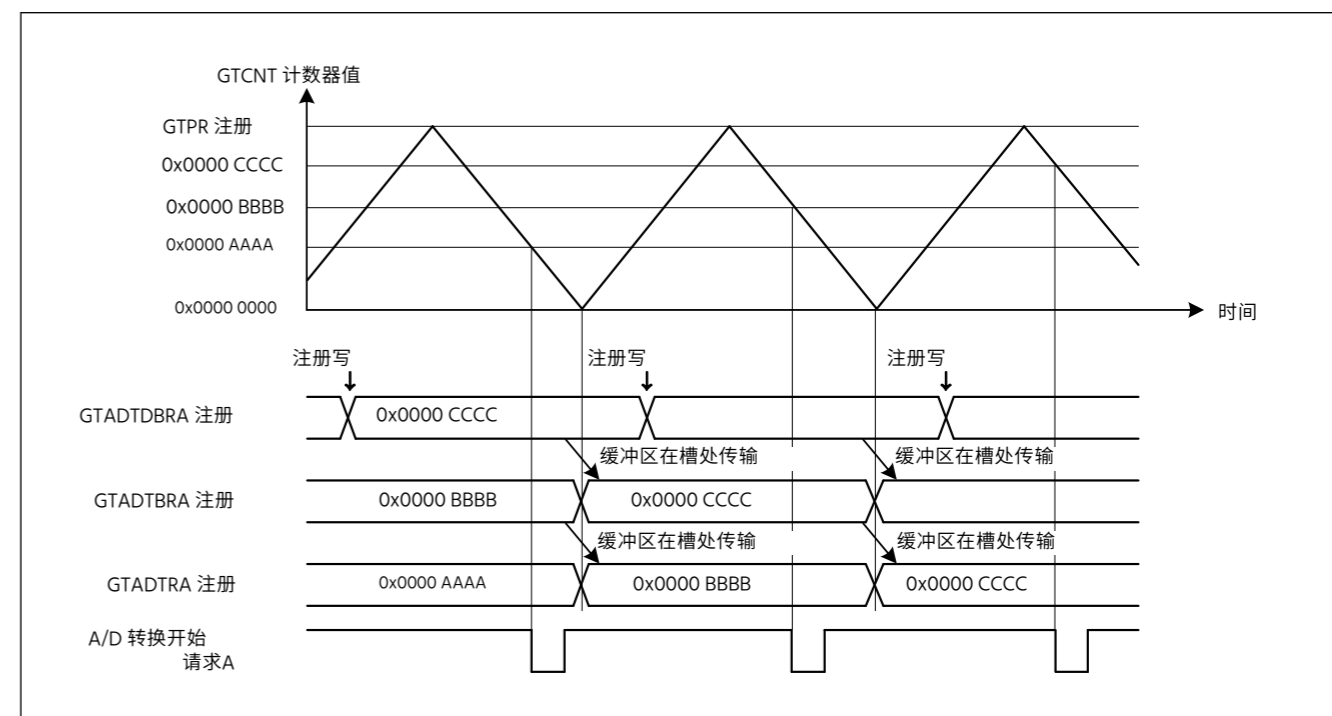 GTCNT 计数器值
GTPR 注册
0x0000 CCCC
0x0000 BBBB
0x0000 AAAA
0x0000 0000
时间
注册写 注册写 注册写
GTADTDBRA 注册 0x0000 CCCC
缓冲区在槽处传输 缓冲区在槽处传输
GTADTBRA 注册 0x0000 BBBB 0x0000 CCCC
缓冲区在槽处传输 缓冲区在槽处传输
GTADTRA 注册 0x0000 AAAA 0x0000 BBBB 0x0000 CCCC
A/D 转换开始
请求A